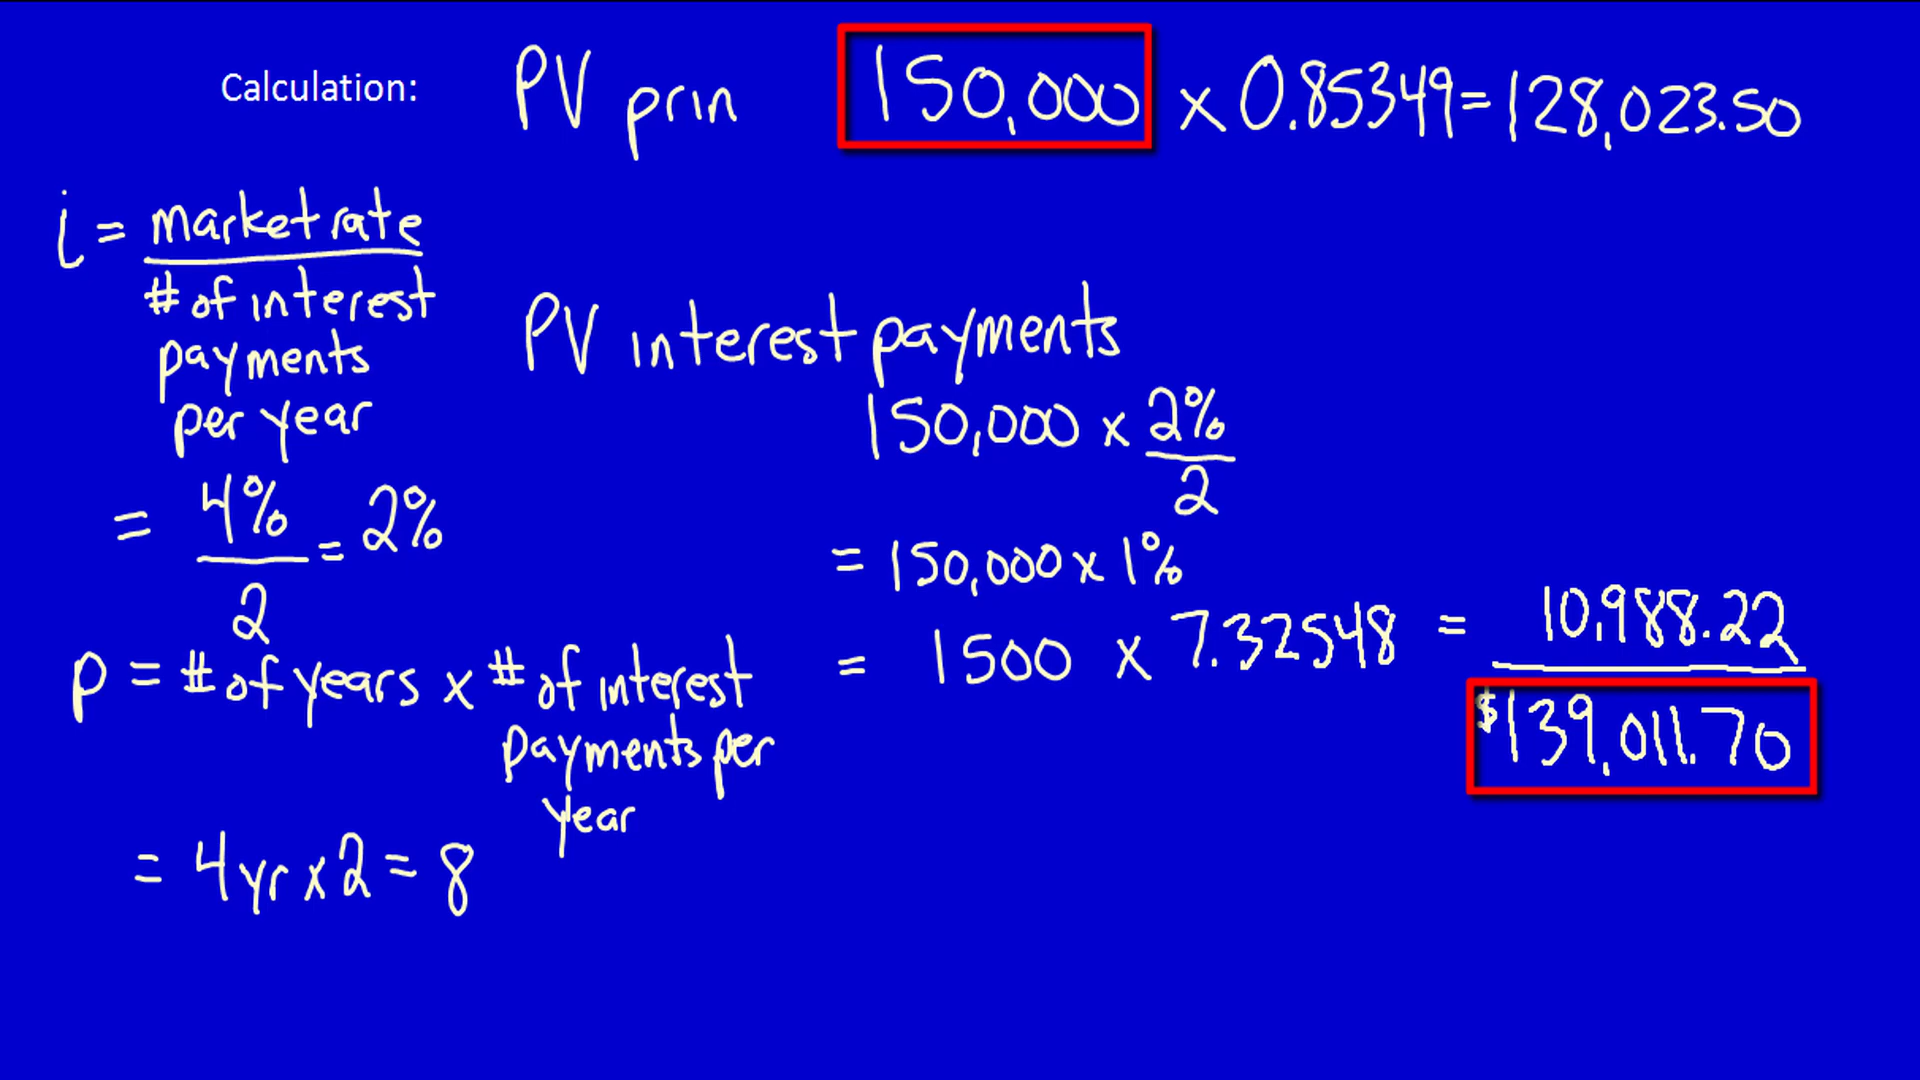 Calculation:
PV prin 150,000 x 0.85349 = 128,023.50
i = market rate
# of interest
payments
per year
= 4% = 2%
2
p = # of years x # of interest
payments per
year
= 4yr x 2 = 8
PV interest payments
150,000 x 2%
2
= 150,000 x 1%
= 1500 x 7.32548 = 10,988.22
$139,011.70